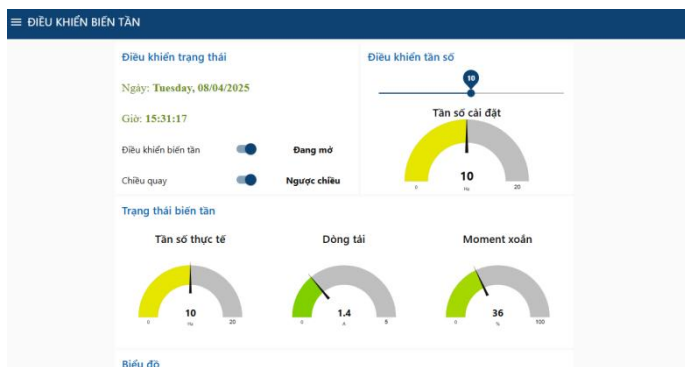 ĐIỀU KHIỂN BIẾN TẦN
Điều khiển trạng thái
Ngày: Tuesday, 08/04/2025
Giờ: 15:31:17
Điều khiển biến tần Đang mở
Chiều quay Ngược chiều
Điều khiển tần số
10
Tần số cài đặt
10
0 Hz 20
Trạng thái biến tần
Tần số thực tế
10
0 Hz 20
Dòng tải
1.4
0 A 5
Moment xoắn
36
0 % 100
Biểu đồ